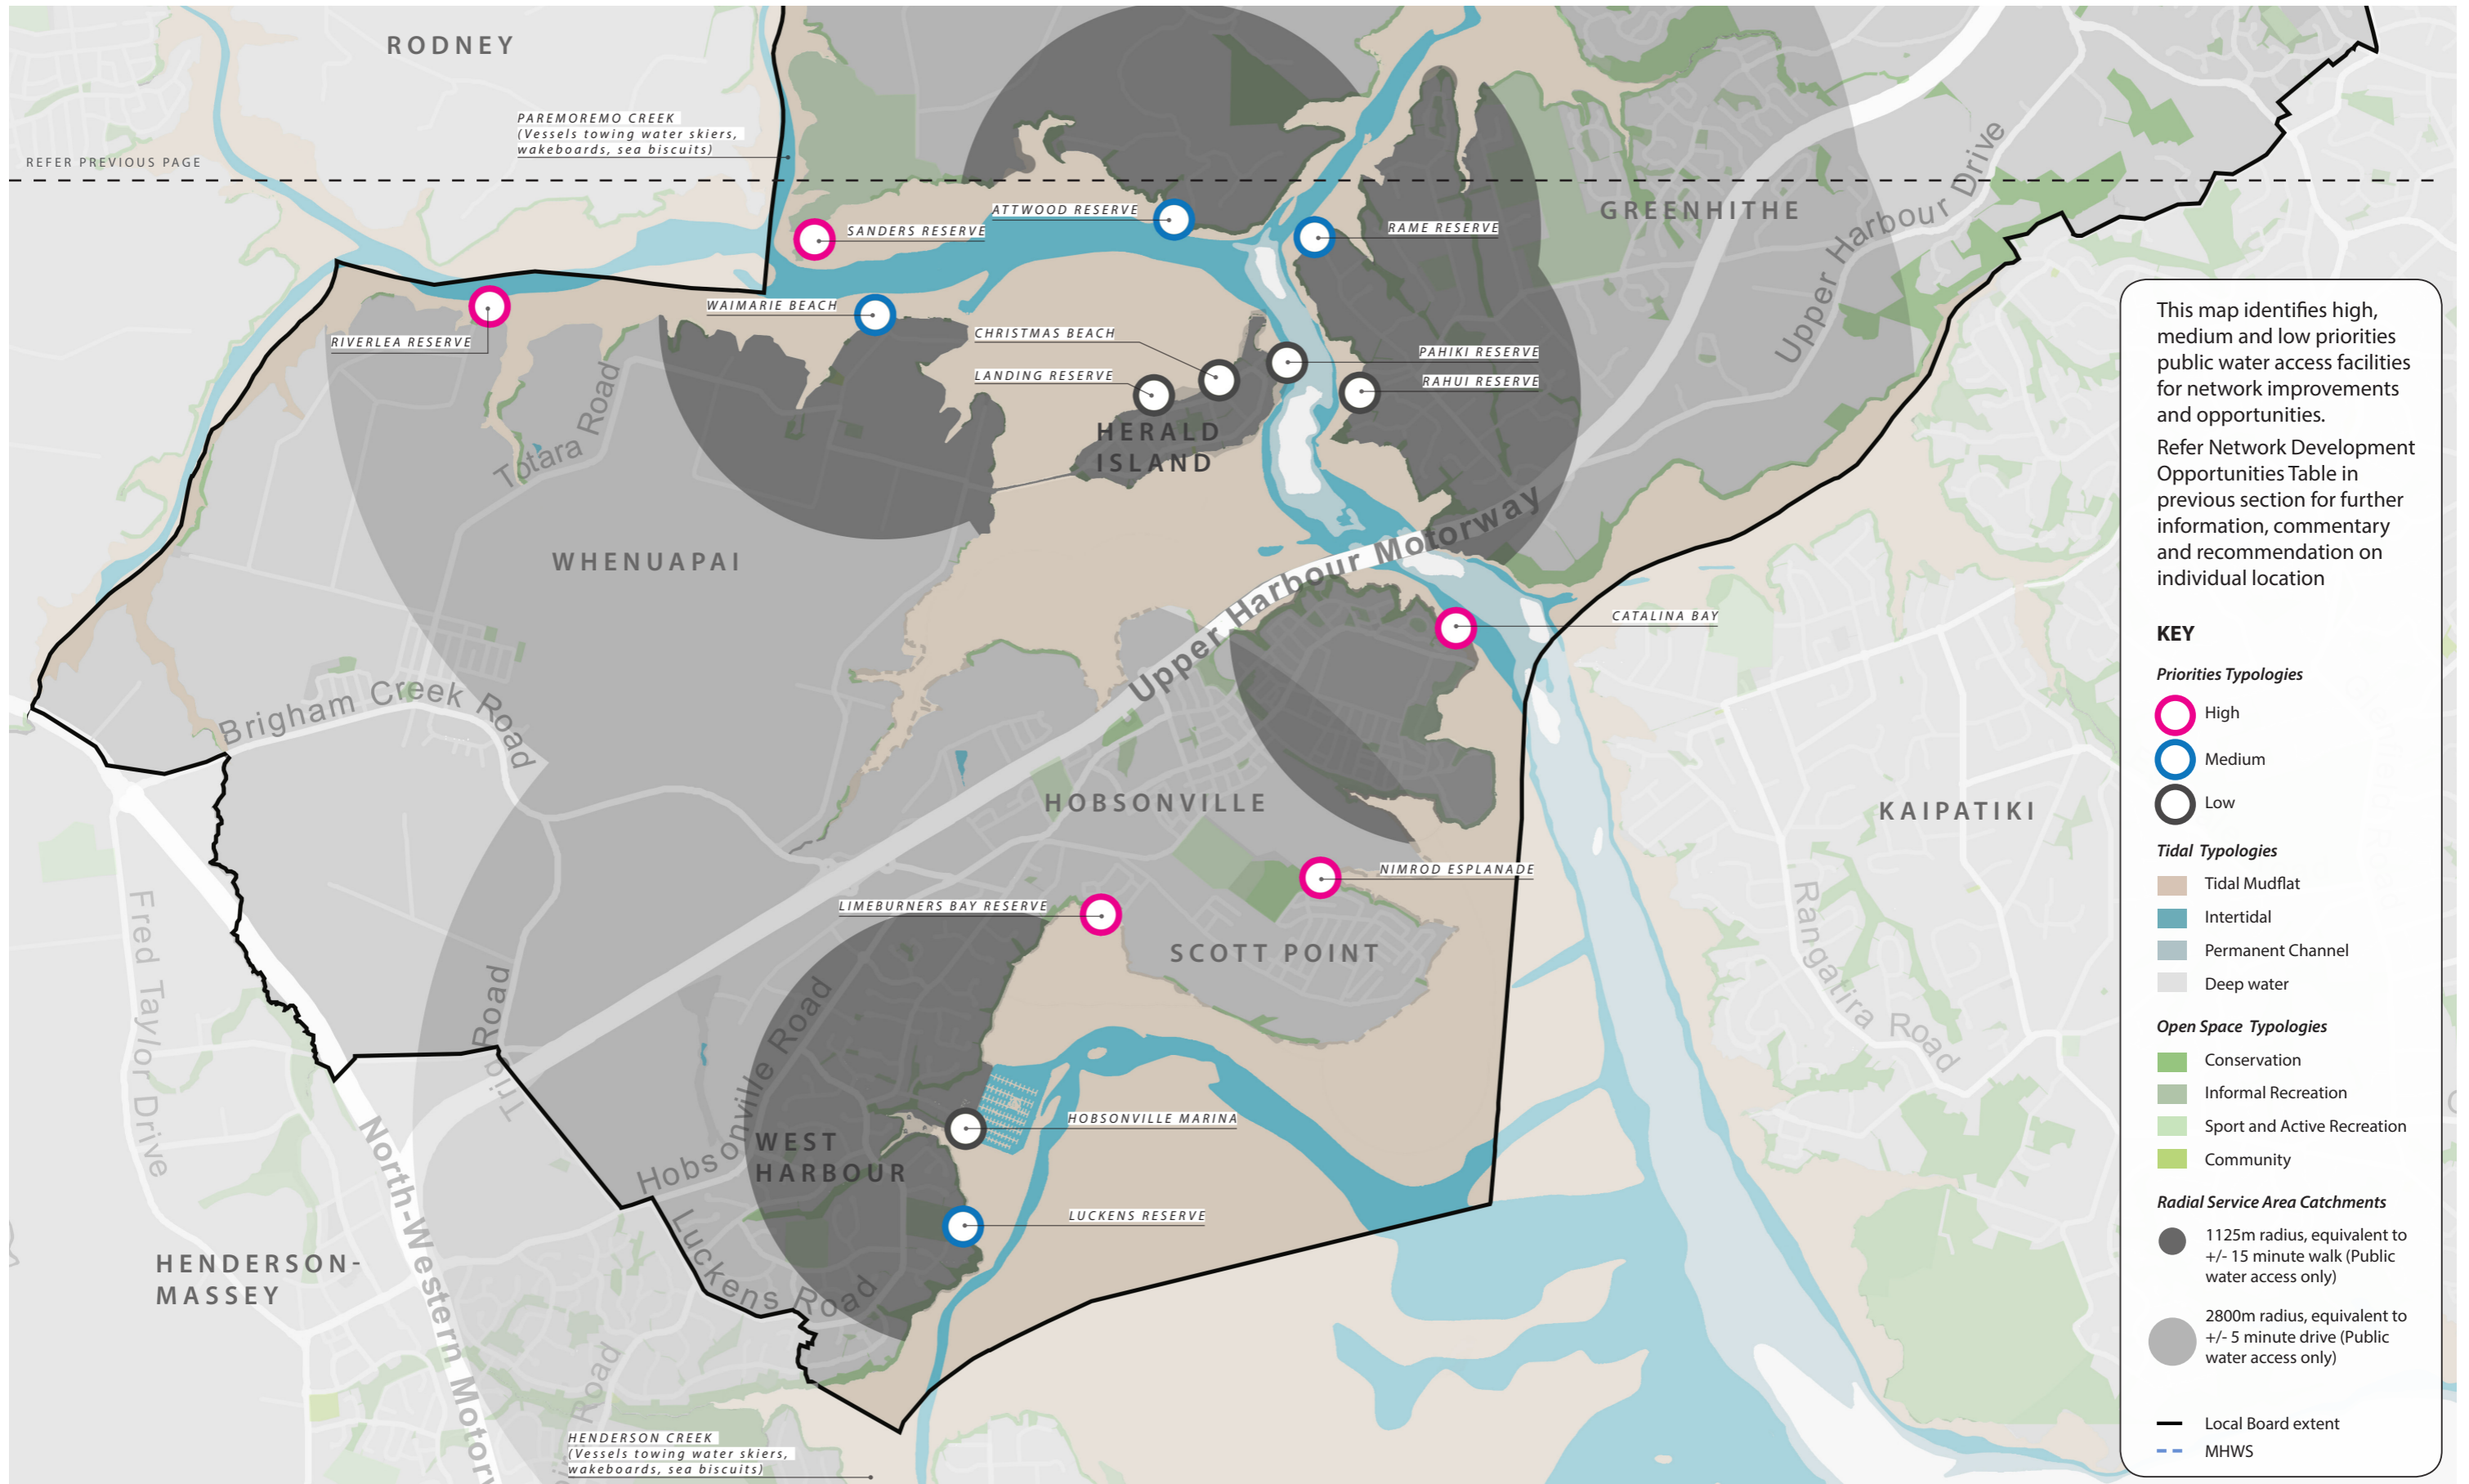 RODNEY
PAREMOREMO CREEK
(Vessels towing water skiers,
wakeboards, sea biscuits)
REFER PREVIOUS PAGE
ATTWOOD RESERVE
SANDERS RESERVE
RAME RESERVE
GREENHITHE
Upper Harbour Drive
WAIMARIE BEACH
RIVERLEA RESERVE
CHRISTMAS BEACH
LANDING RESERVE
PAHIKI RESERVE
RAHUI RESERVE
HERALD
ISLAND
Totara Road
WHENUAPAI
Upper Harbour Motorway
CATALINA BAY
Brigham Creek Road
HOBSONVILLE
KAIPATIKI
NIMROD ESPLANADE
LIMEBURNERS BAY RESERVE
SCOTT POINT
Fred Taylor Drive
Trig Road
Hobsonville Road
Rangatira Road
HOBSONVILLE MARINA
WEST
HARBOUR
LUCKENS RESERVE
Luckens Road
HENDERSON-
MASSEY
North-Western Motorw
Road
HENDERSON CREEK
(Vessels towing water skiers,
wakeboards, sea biscuits)
This map identifies high,
medium and low priorities
public water access facilities
for network improvements
and opportunities.
Refer Network Development
Opportunities Table in
previous section for further
information, commentary
and recommendation on
individual location
KEY
Priorities Typologies
High
Medium
Low
Tidal Typologies
Tidal Mudflat
Intertidal
Permanent Channel
Deep water
Open Space Typologies
Conservation
Informal Recreation
Sport and Active Recreation
Community
Radial Service Area Catchments
1125m radius, equivalent to
+/- 15 minute walk (Public
water access only)
2800m radius, equivalent to
+/- 5 minute drive (Public
water access only)
Local Board extent
MHWS